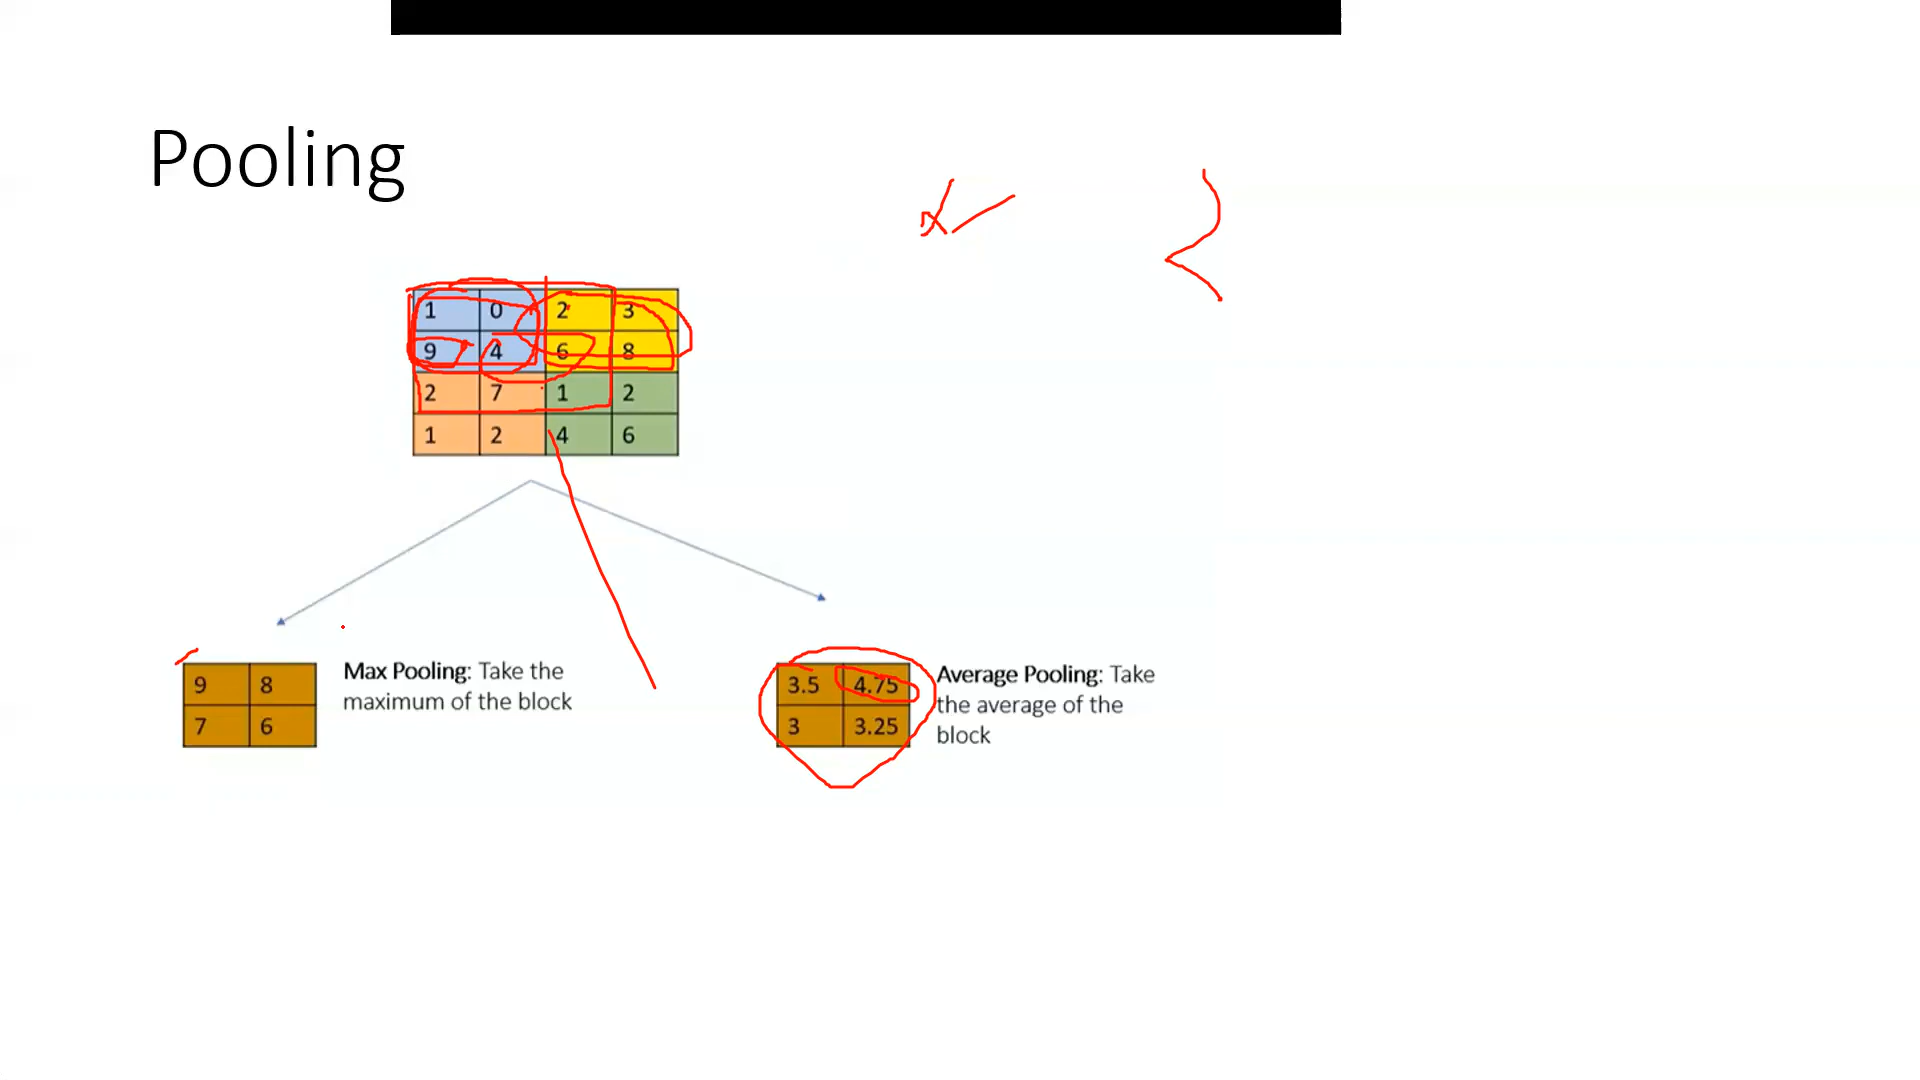 Pooling
1 0 2 3
9 4 6 8
2 7 1 2
1 2 4 6
9 8
7 6
Max Pooling: Take the
maximum of the block
3.5 4.75
3 3.25
Average Pooling: Take
the average of the
block